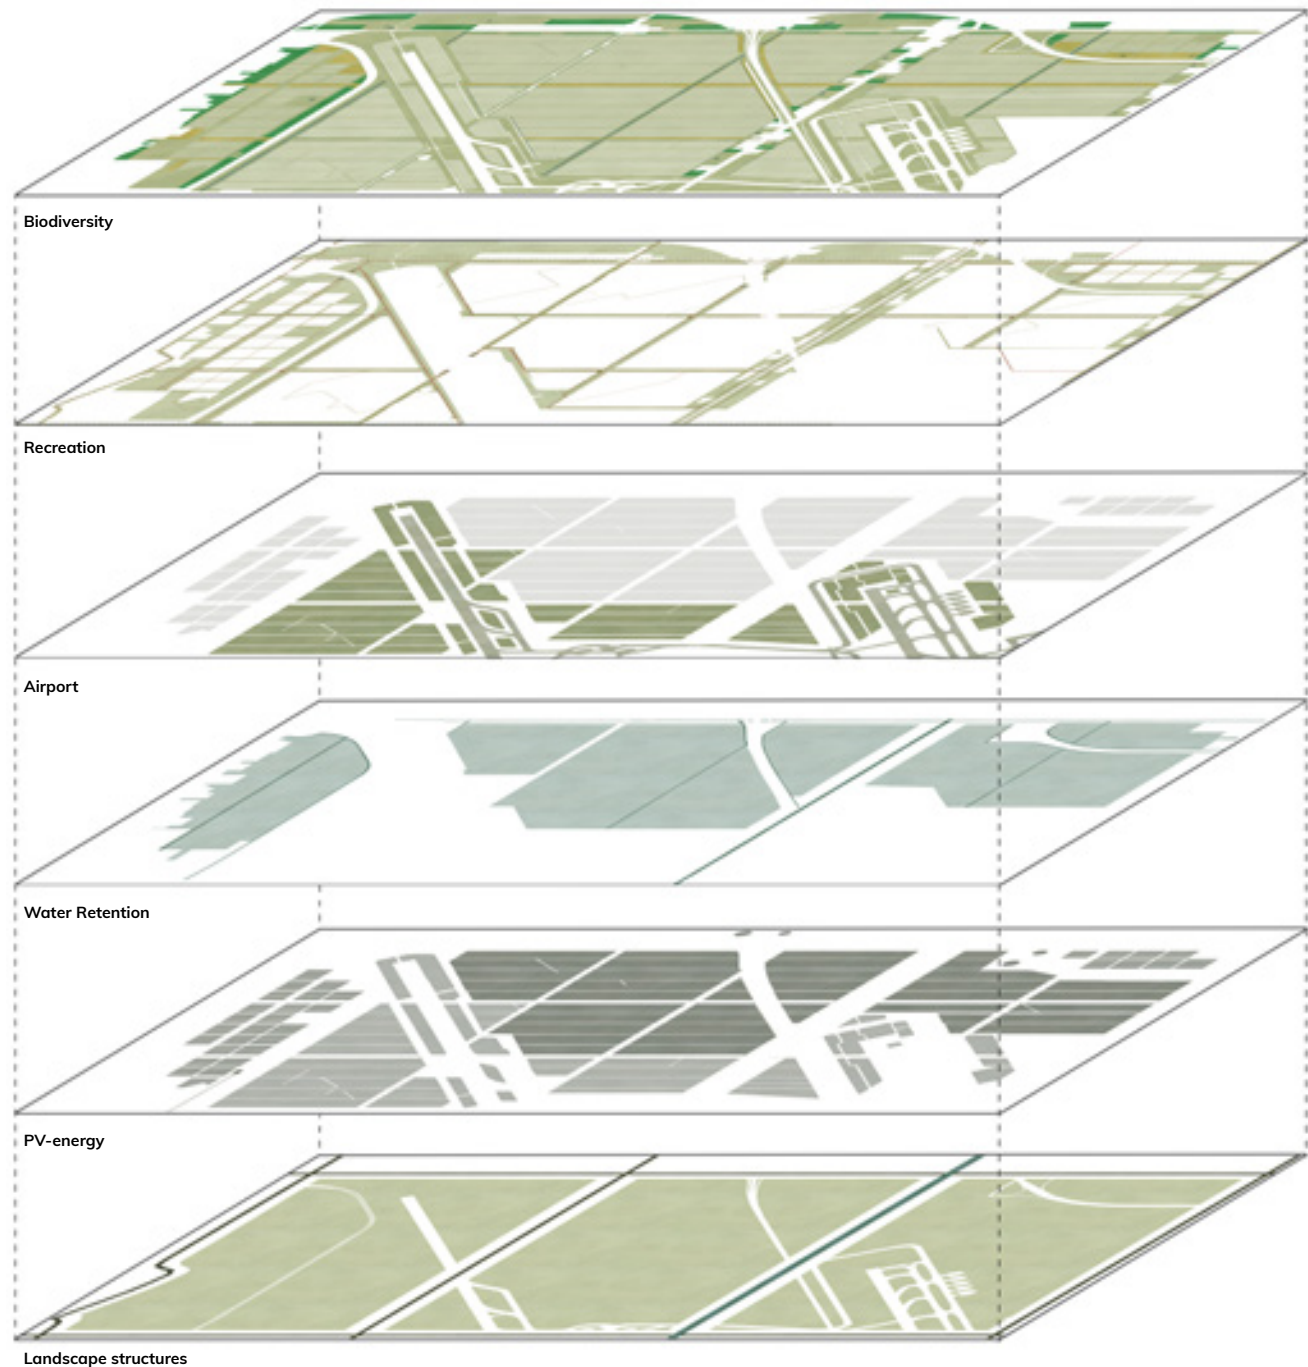 Biodiversity
Recreation
Airport
Water Retention
PV-energy
Landscape structures